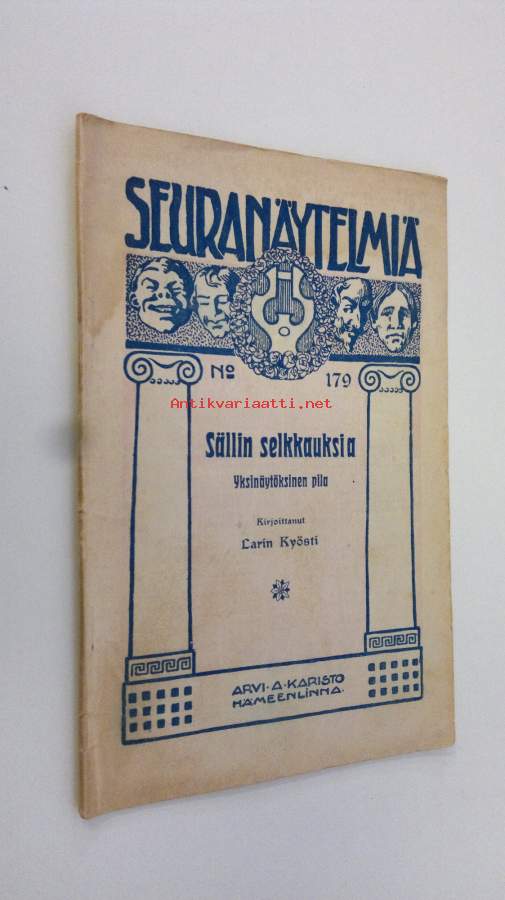 SEURANÄYTELMIÄ
No 179
Antikvariaatti.net
Sällin selkkauksia
Yksinäytöksinen pila
Kirjoittanut
Larin Kyösti
ARVI·A·KARISTO
HÄMEENLINNA·